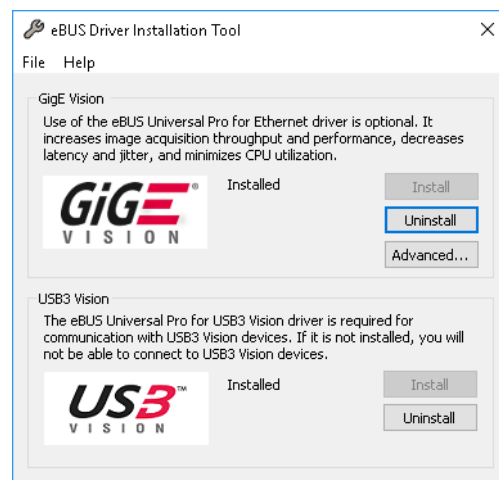 eBUS Driver Installation Tool
File Help
GigE Vision
Use of the eBUS Universal Pro for Ethernet driver is optional. It
increases image acquisition throughput and performance, decreases
latency and jitter, and minimizes CPU utilization.
GiGE®
VISION
Installed
Install
Uninstall
Advanced...
USB3 Vision
The eBUS Universal Pro for USB3 Vision driver is required for
communication with USB3 Vision devices. If it is not installed, you will
not be able to connect to USB3 Vision devices.
USB3™
VISION
Installed
Install
Uninstall